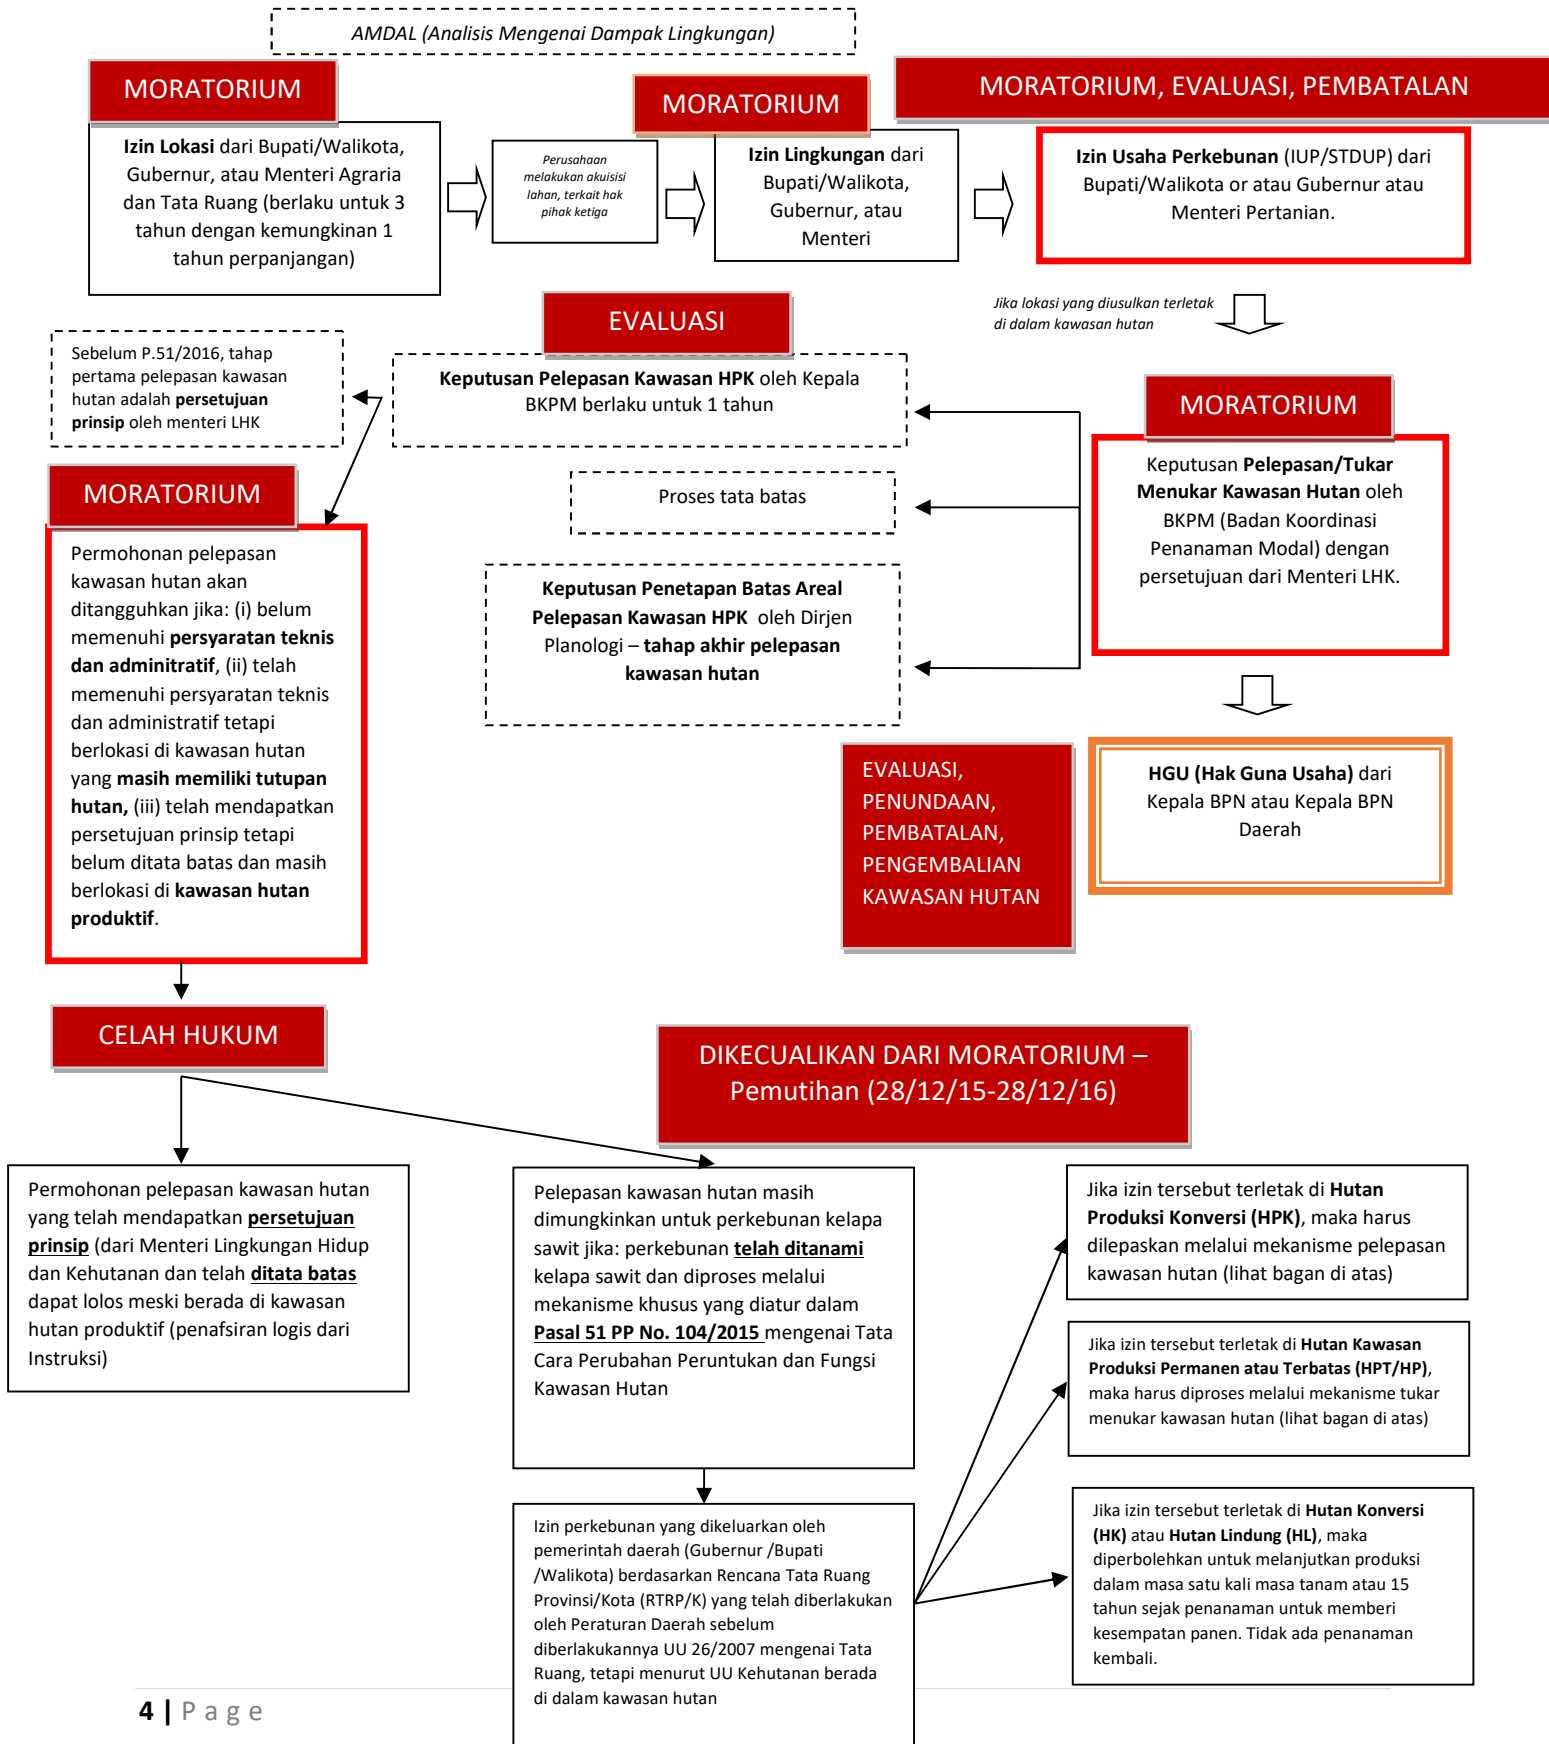 AMDAL (Analisis Mengenai Dampak Lingkungan)
MORATORIUM
Izin Lokasi dari Bupati/Walikota,
Gubernur, atau Menteri Agraria
dan Tata Ruang (berlaku untuk 3
tahun dengan kemungkinan 1
tahun perpanjangan)
Perusahaan
melakukan akuisisi
lahan, terkait hak
pihak ketiga
MORATORIUM
Izin Lingkungan dari
Bupati/Walikota,
Gubernur, atau
Menteri
MORATORIUM, EVALUASI, PEMBATALAN
Izin Usaha Perkebunan (IUP/STDUP) dari
Bupati/Walikota or atau Gubernur atau
Menteri Pertanian.
Jika lokasi yang diusulkan terletak
di dalam kawasan hutan
MORATORIUM
Keputusan Pelepasan/Tukar
Menukar Kawasan Hutan oleh
BKPM (Badan Koordinasi
Penanaman Modal) dengan
persetujuan dari Menteri LHK.
EVALUASI
Keputusan Pelepasan Kawasan HPK oleh Kepala
BKPM berlaku untuk 1 tahun
Proses tata batas
Keputusan Penetapan Batas Areal
Pelepasan Kawasan HPK oleh Dirjen
Planologi – tahap akhir pelepasan
kawasan hutan
Sebelum P.51/2016, tahap
pertama pelepasan kawasan
hutan adalah persetujuan
prinsip oleh menteri LHK
MORATORIUM
Permohonan pelepasan
kawasan hutan akan
ditangguhkan jika: (i) belum
memenuhi persyaratan teknis
dan adminitratif, (ii) telah
memenuhi persyaratan teknis
dan administratif tetapi
berlokasi di kawasan hutan
yang masih memiliki tutupan
hutan, (iii) telah mendapatkan
persetujuan prinsip tetapi
belum ditata batas dan masih
berlokasi di kawasan hutan
produktif.
EVALUASI,
PENUNDAAN,
PEMBATALAN,
PENGEMBALIAN
KAWASAN HUTAN
HGU (Hak Guna Usaha) dari
Kepala BPN atau Kepala BPN
Daerah
CELAH HUKUM
DIKECUALIKAN DARI MORATORIUM –
Pemutihan (28/12/15-28/12/16)
Permohonan pelepasan kawasan hutan
yang telah mendapatkan persetujuan
prinsip (dari Menteri Lingkungan Hidup
dan Kehutanan dan telah ditata batas
dapat lolos meski berada di kawasan
hutan produktif (penafsiran logis dari
Instruksi)
Pelepasan kawasan hutan masih
dimungkinkan untuk perkebunan kelapa
sawit jika: perkebunan telah ditanami
kelapa sawit dan diproses melalui
mekanisme khusus yang diatur dalam
Pasal 51 PP No. 104/2015 mengenai Tata
Cara Perubahan Peruntukan dan Fungsi
Kawasan Hutan
Izin perkebunan yang dikeluarkan oleh
pemerintah daerah (Gubernur /Bupati
/Walikota) berdasarkan Rencana Tata Ruang
Provinsi/Kota (RTRP/K) yang telah diberlakukan
oleh Peraturan Daerah sebelum
diberlakukannya UU 26/2007 mengenai Tata
Ruang, tetapi menurut UU Kehutanan berada
di dalam kawasan hutan
Jika izin tersebut terletak di Hutan
Produksi Konversi (HPK), maka harus
dilepaskan melalui mekanisme pelepasan
kawasan hutan (lihat bagan di atas)
Jika izin tersebut terletak di Hutan Kawasan
Produksi Permanen atau Terbatas (HPT/HP),
maka harus diproses melalui mekanisme tukar
menukar kawasan hutan (lihat bagan di atas)
Jika izin tersebut terletak di Hutan Konversi
(HK) atau Hutan Lindung (HL), maka
diperbolehkan untuk melanjutkan produksi
dalam masa satu kali masa tanam atau 15
tahun sejak penanaman untuk memberi
kesempatan panen. Tidak ada penanaman
kembali.
4 | Page